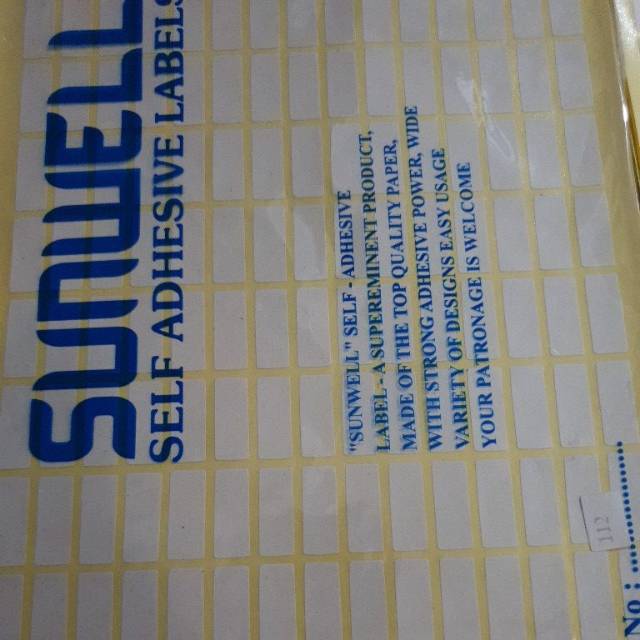 SUNWELL
SELF ADHESIVE LABELS
"SUNWELL" SELF - ADHESIVE
LABEL - A SUPEREMINENT PRODUCT,
MADE OF THE TOP QUALITY PAPER,
WITH STRONG ADHESIVE POWER, WIDE
VARIETY OF DESIGNS EASY USAGE
YOUR PATRONAGE IS WELCOME
112
No :